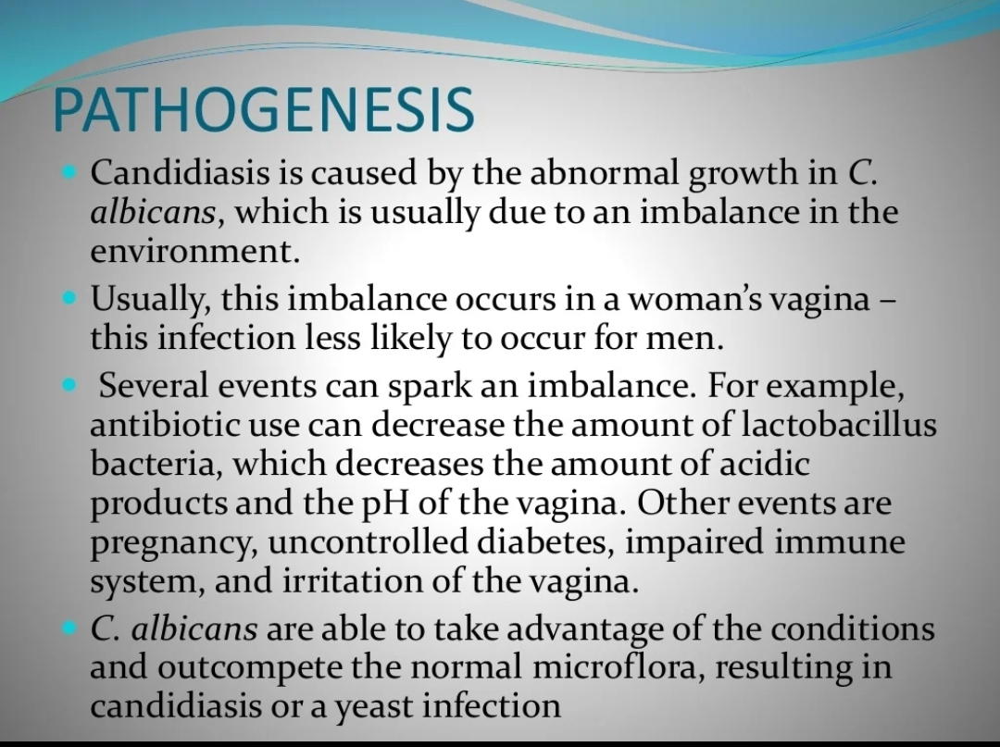 PATHOGENESIS
• Candidiasis is caused by the abnormal growth in C.
albicans, which is usually due to an imbalance in the
environment.
• Usually, this imbalance occurs in a woman’s vagina –
this infection less likely to occur for men.
• Several events can spark an imbalance. For example,
antibiotic use can decrease the amount of lactobacillus
bacteria, which decreases the amount of acidic
products and the pH of the vagina. Other events are
pregnancy, uncontrolled diabetes, impaired immune
system, and irritation of the vagina.
• C. albicans are able to take advantage of the conditions
and outcompete the normal microflora, resulting in
candidiasis or a yeast infection